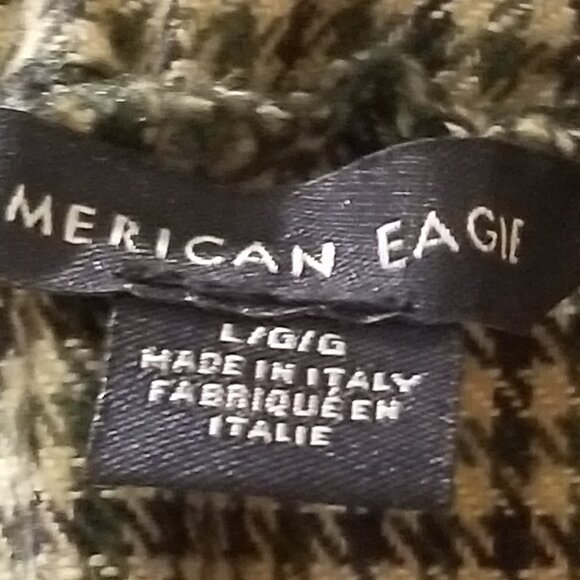 MERICAN EAGLE
L/G/G
MADE IN ITALY
FABRIQUÉ EN
ITALIE